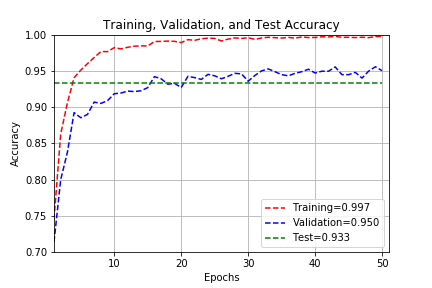 Training, Validation, and Test Accuracy
1.00
0.95
0.90
0.85
0.80
0.75
0.70
Accuracy
Training=0.997
Validation=0.950
Test=0.933
10 20 30 40 50
Epochs